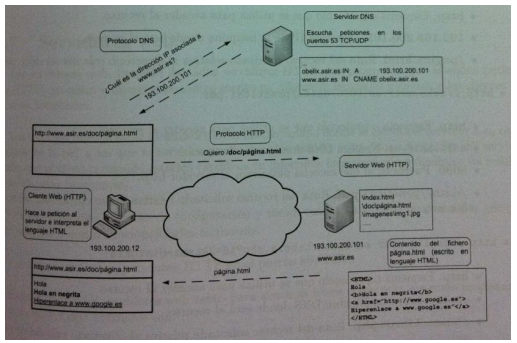 Protocolo DNS
¿Cuál es la dirección IP asociada a
www.asir.es?
193.100.200.101
Servidor DNS
Escucha peticiones en los
puertos 53 TCP/UDP
...
obelix.asir.es IN A 193.100.200.101
www.asir.es IN CNAME obelix.asir.es
...
http://www.asir.es/doc/página.html
Protocolo HTTP
Quiero /doc/página.html
Servidor Web (HTTP)
Cliente Web (HTTP)
Hace la petición al
servidor e interpreta el
lenguaje HTML
193.100.200.12
\index.html
\doc\página.html
\imagenes\img1.jpg
....
193.100.200.101
www.asir.es
Contenido del fichero
página.html (escrito en
lenguaje HTML)
página.html
http://www.asir.es/doc/página.html
Hola
Hola en negrita
Hiperenlace a www.google.es
<HTML>
Hola
<b>Hola en negrita</b>
<a href="http://www.google.es">
Hiperenlace a www.google.es"</a>
</HTML>